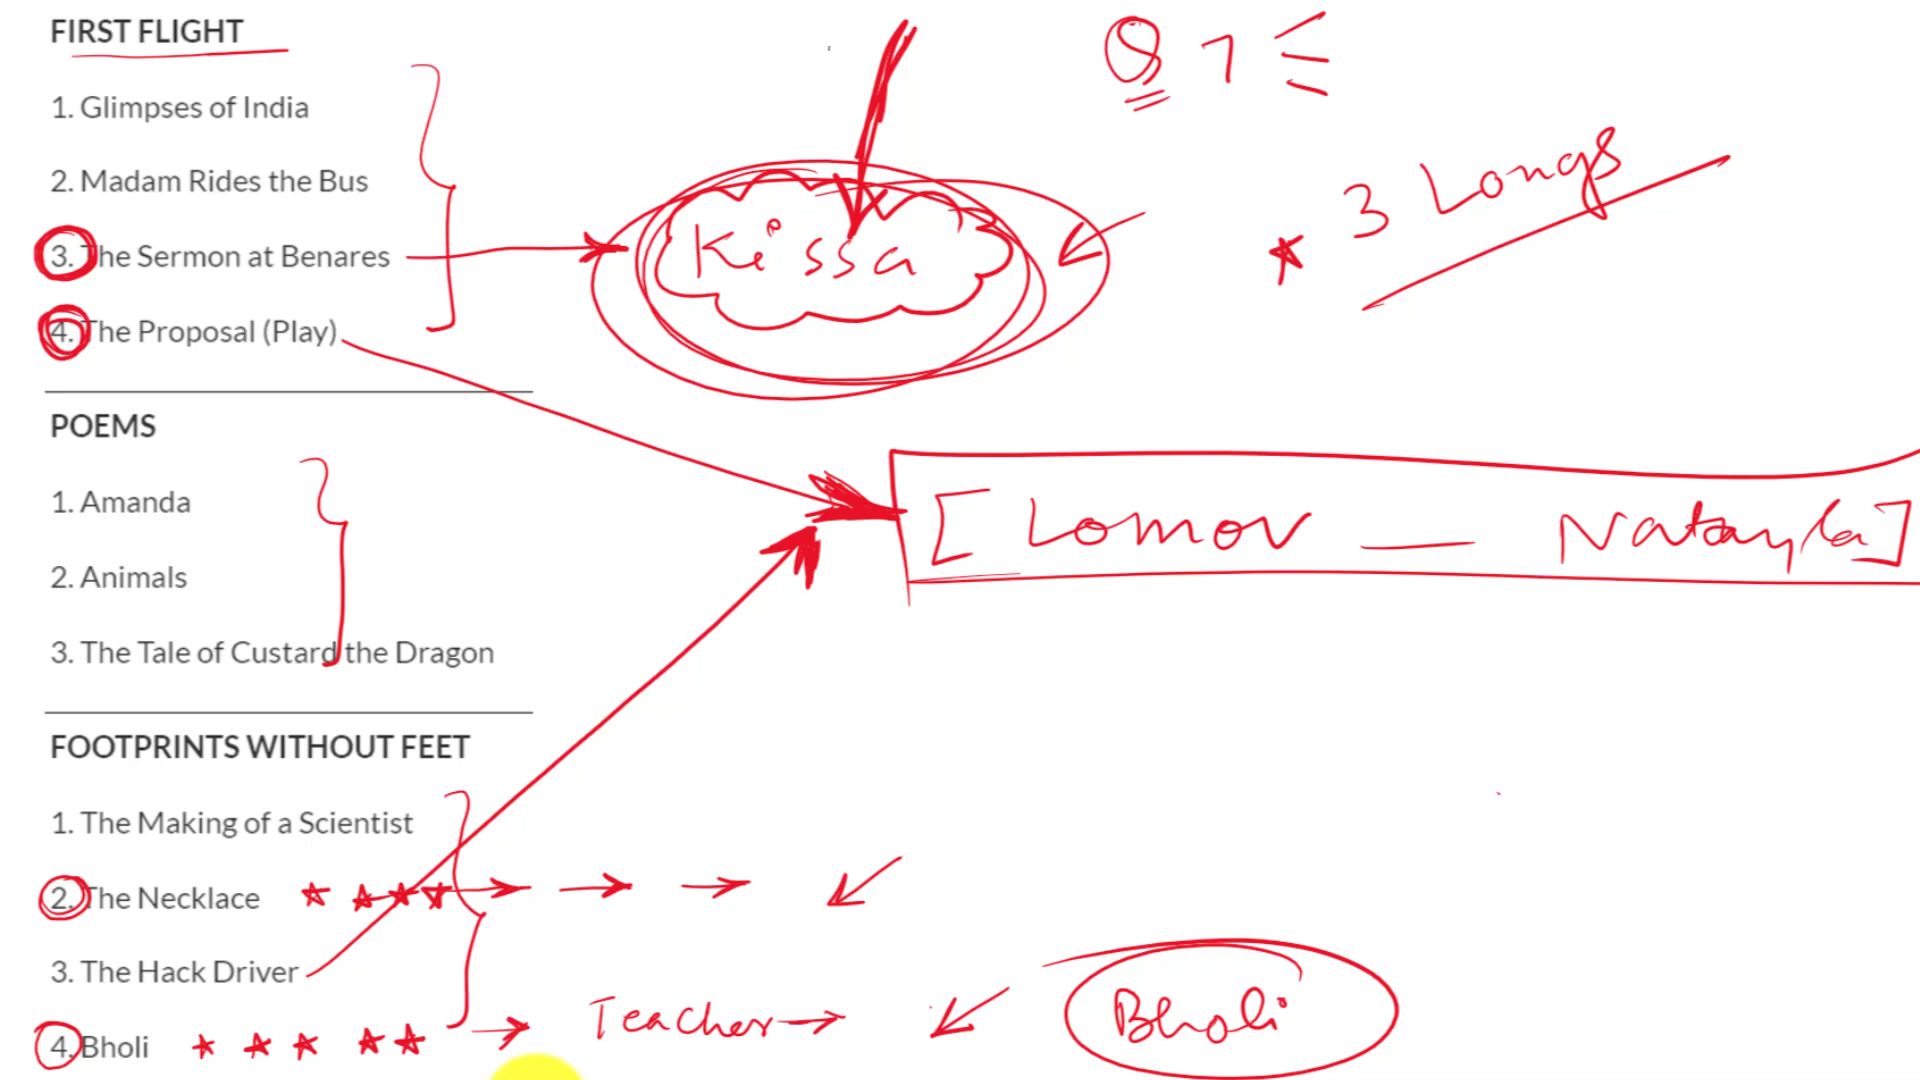 FIRST FLIGHT
Q 7
1. Glimpses of India
3 Longs
2. Madam Rides the Bus
3. The Sermon at Benares
Kissa
4. The Proposal (Play)
POEMS
1. Amanda
[Lomov — Natayla]
2. Animals
3. The Tale of Custard the Dragon
FOOTPRINTS WITHOUT FEET
1. The Making of a Scientist
2. The Necklace
3. The Hack Driver
4. Bholi
Teacher
Bholi